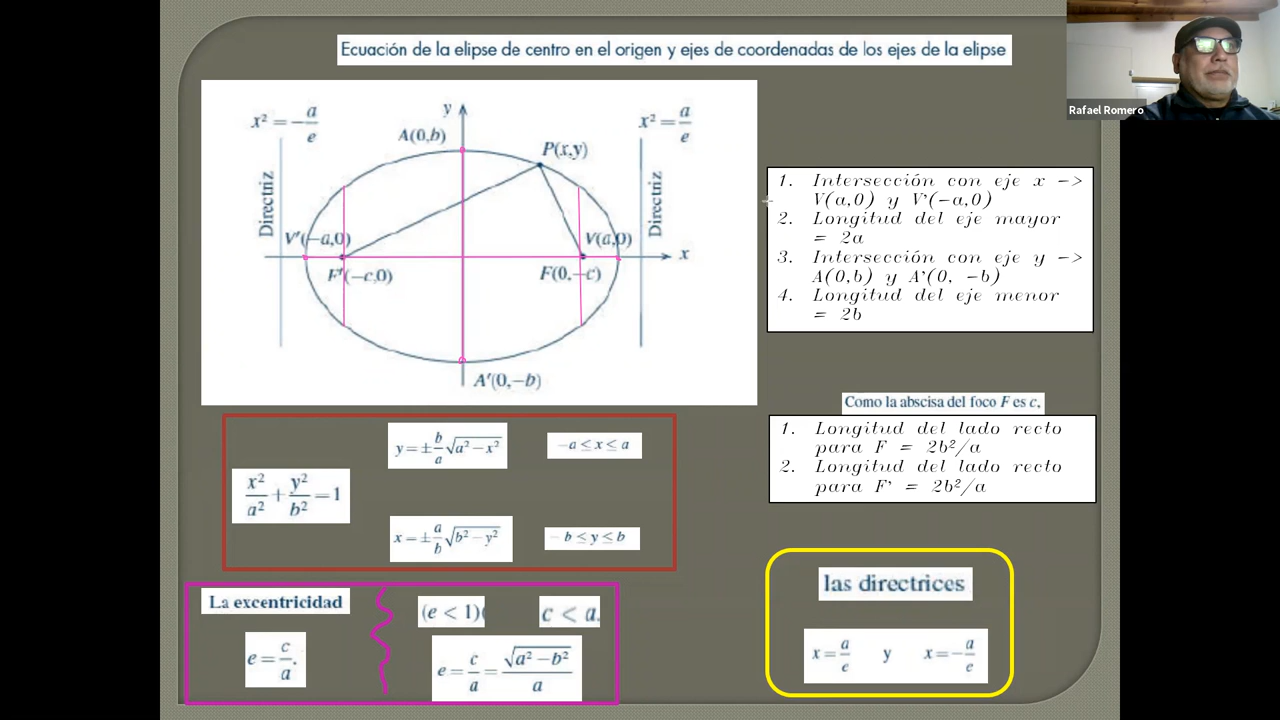 Ecuación de la elipse de centro en el origen y ejes de coordenadas de los ejes de la elipse
Rafael Romero
x² = -a/e
y
x² = a/e
A(0,b)
P(x,y)
Directriz
Directriz
V'(-a,0)
V(a,0)
x
F'(-c,0)
F(0,-c)
A'(0,-b)
1. Intersección con eje x ->
V(a,0) y V'(-a,0)
2. Longitud del eje mayor
= 2a
3. Intersección con eje y ->
A(0,b) y A'(0, -b)
4. Longitud del eje menor
= 2b
Como la abscisa del foco F es c,
1. Longitud del lado recto
para F = 2b²/a
2. Longitud del lado recto
para F' = 2b²/a
x²/a² + y²/b² = 1
y = ± b/a √(a² - x²)
-a ≤ x ≤ a
x = ± a/b √(b² - y²)
- b ≤ y ≤ b
La excentricidad
e = c/a.
(e < 1)(
c < a.
e = c/a = √(a² - b²)/a
las directrices
x = a/e y x = -a/e